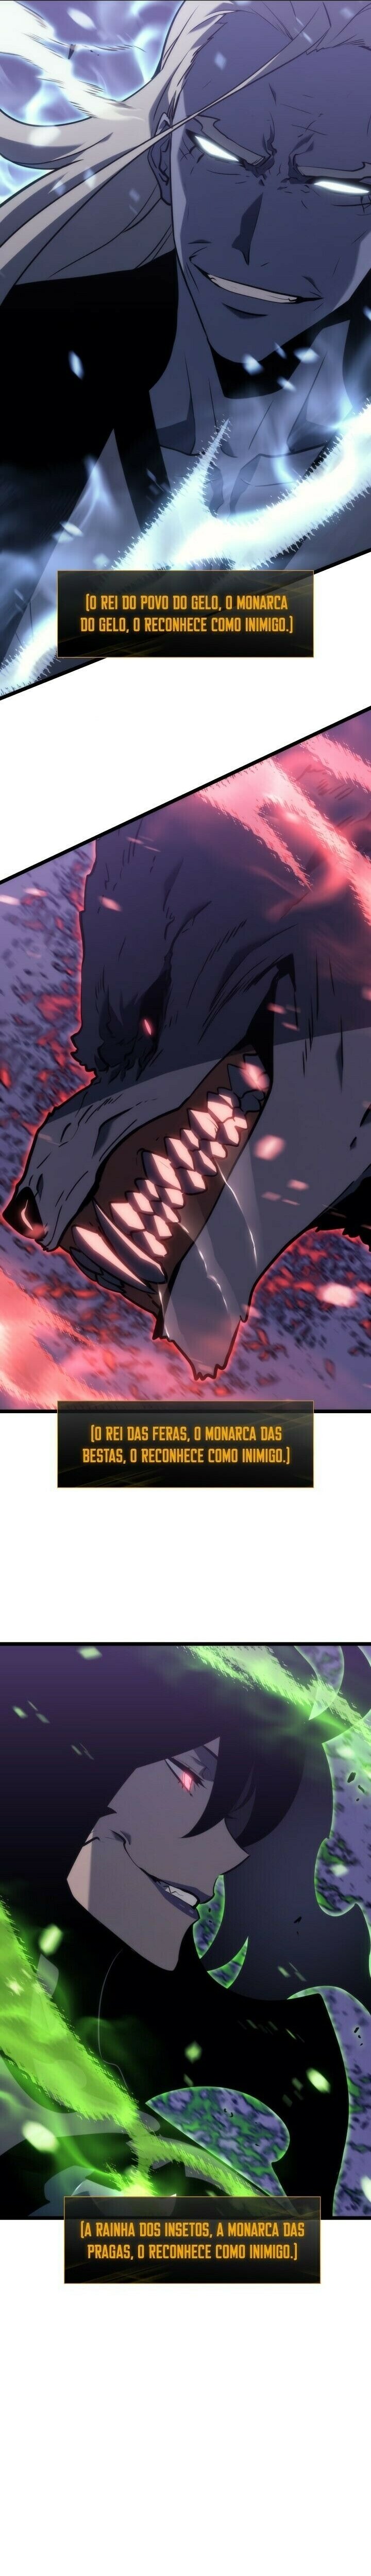 [O REI DO POVO DO GELO, O MONARCA
DO GELO, O RECONHECE COMO INIMIGO.]
[O REI DAS FERAS, O MONARCA DAS
BESTAS, O RECONHECE COMO INIMIGO.]
[A RAINHA DOS INSETOS, A MONARCA DAS
PRAGAS, O RECONHECE COMO INIMIGO.]